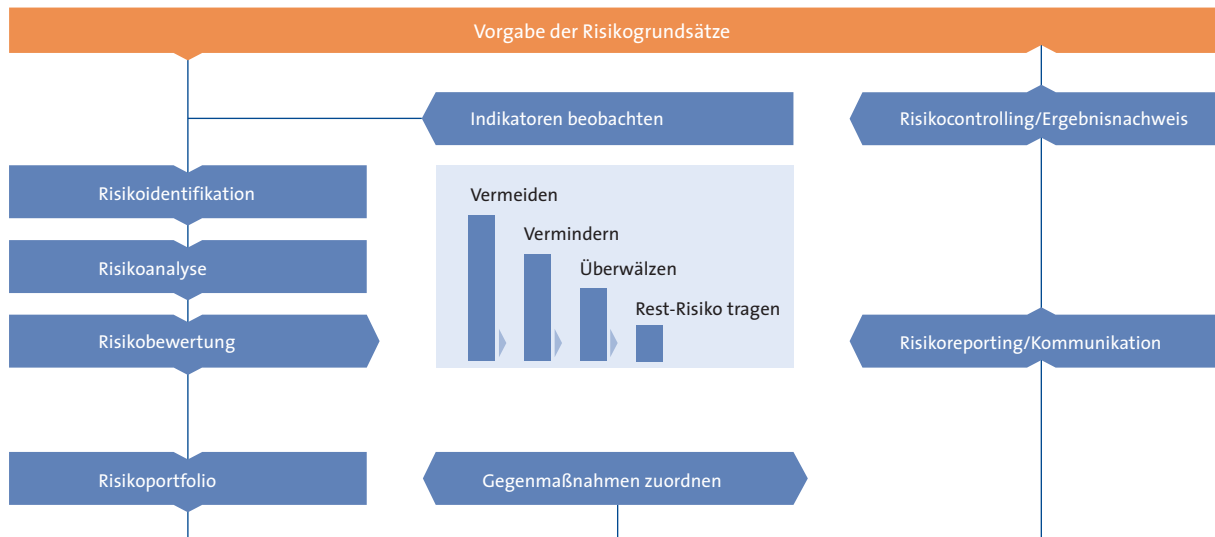 Vorgabe der Risikogrundsätze
Indikatoren beobachten
Risikocontrolling/Ergebnisnachweis
Risikoidentifikation
Vermeiden
Vermindern
Risikoanalyse
Überwälzen
Rest-Risiko tragen
Risikobewertung
Risikoreporting/Kommunikation
Risikoportfolio
Gegenmaßnahmen zuordnen